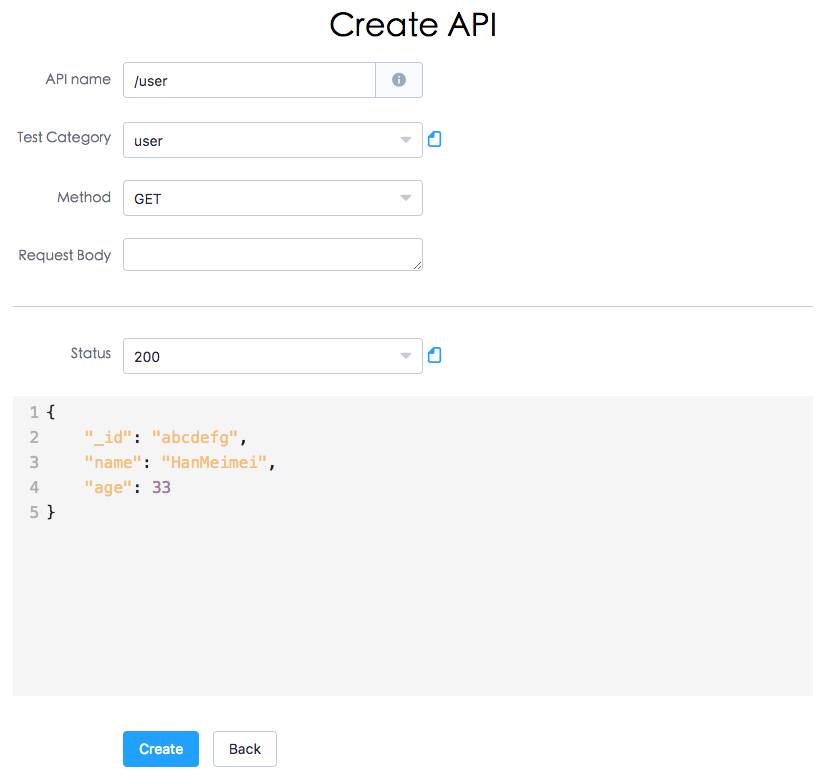 Create API
API name /user
Test Category user
Method GET
Request Body
Status 200
1 {
2     "_id": "abcdefg",
3     "name": "HanMeimei",
4     "age": 33
5 }
Create Back